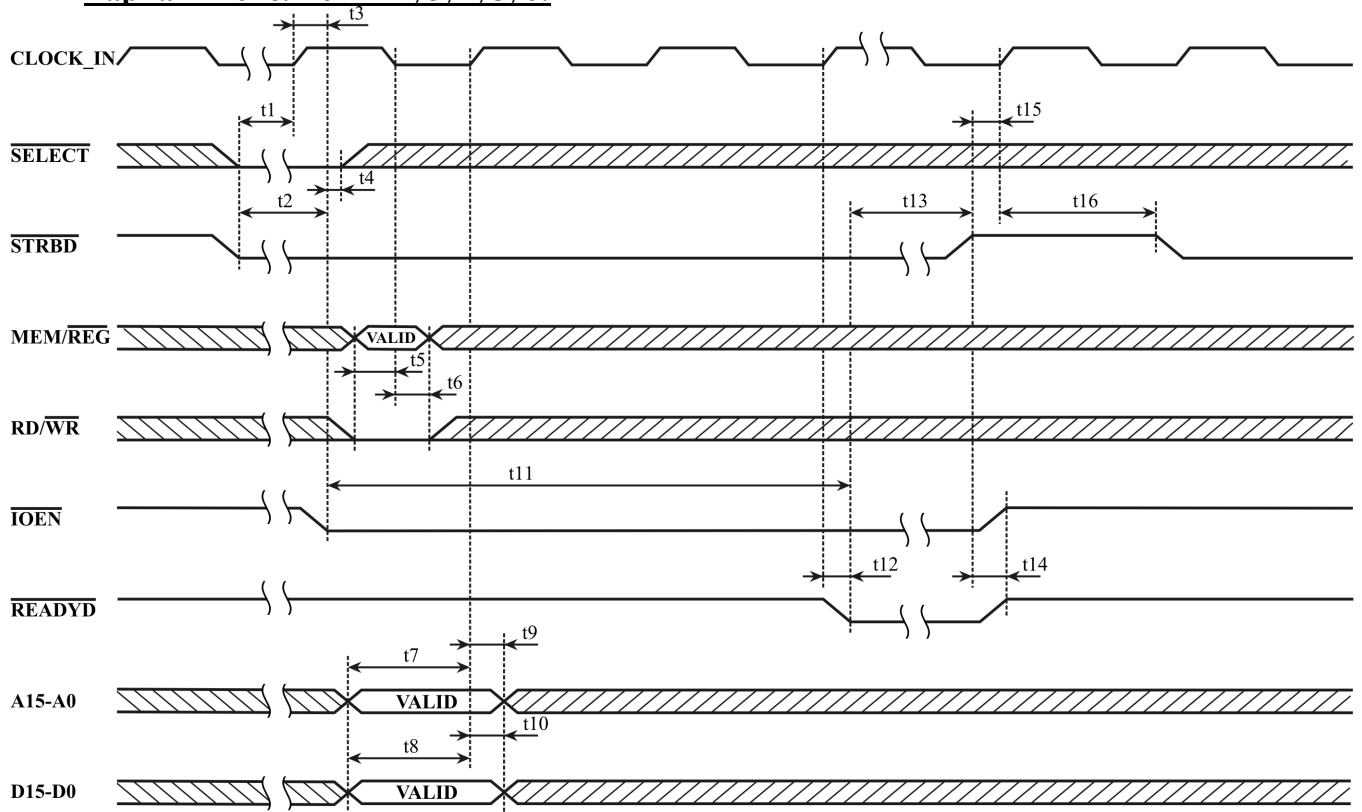 t3
CLOCK_IN
t1
t15
SELECT
t4
t2
t13
t16
STRBD
MEM/REG
VALID
t5
t6
RD/WR
t11
IOEN
t12
t14
READYD
t9
t7
A15-A0
VALID
t10
t8
D15-D0
VALID